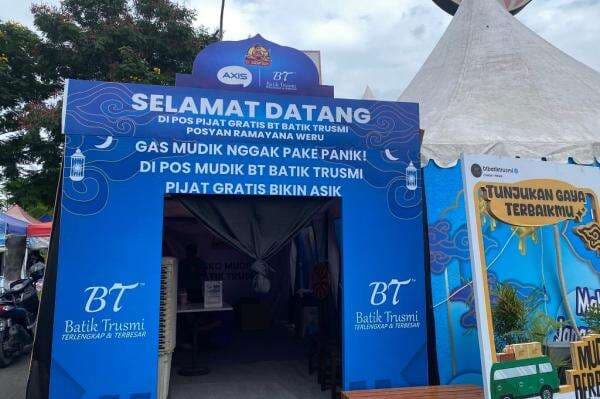 AXIS
BT
Batik Trusmi
SELAMAT DATANG
DI POS PIJAT GRATIS BT BATIK TRUSMI
POSYAN RAMAYANA WERU
GAS MUDIK NGGAK PAKE PANIK!
DI POS MUDIK BT BATIK TRUSMI
PIJAT GRATIS BIKIN ASIK
BT
Batik Trusmi
TERLENGKAP & TERBESAR
BT
Batik Trusmi
TERLENGKAP & TERBESAR
btbatiktrusmi
TUNJUKAN GAYA
TERBAIKMU